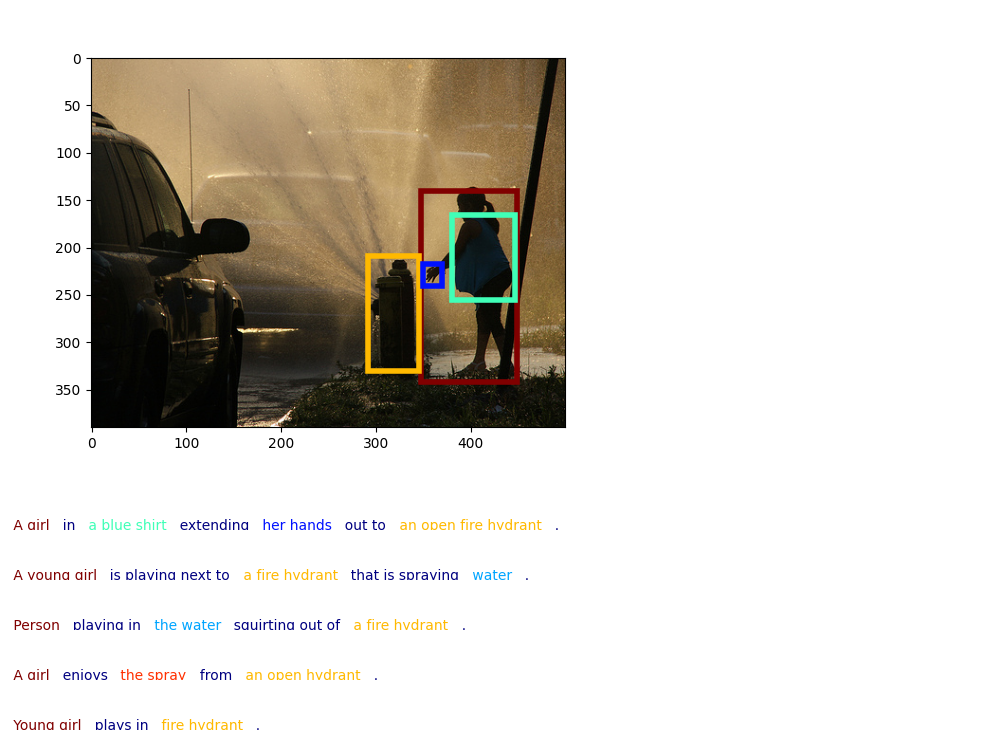 0
50
100
150
200
250
300
350
0 100 200 300 400
A girl in a blue shirt extending her hands out to an open fire hydrant .
A young girl is playing next to a fire hydrant that is spraying water .
Person playing in the water squirting out of a fire hydrant .
A girl enjoys the spray from an open hydrant .
Young girl plays in fire hydrant .